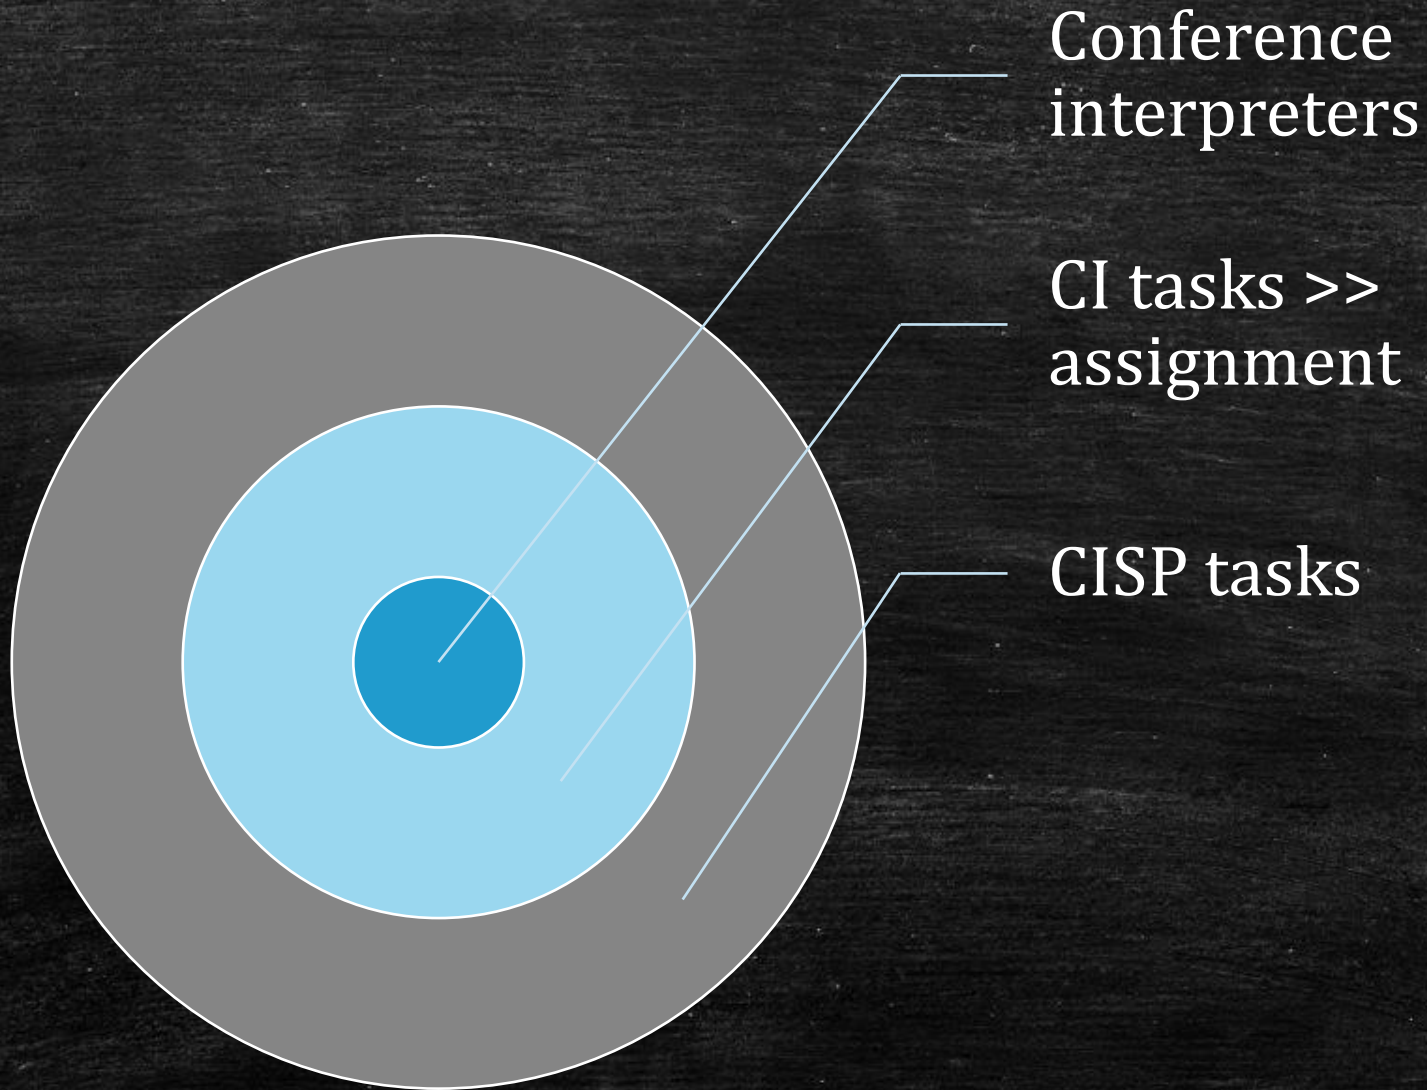 Conference
interpreters
CI tasks >>
assignment
CISP tasks